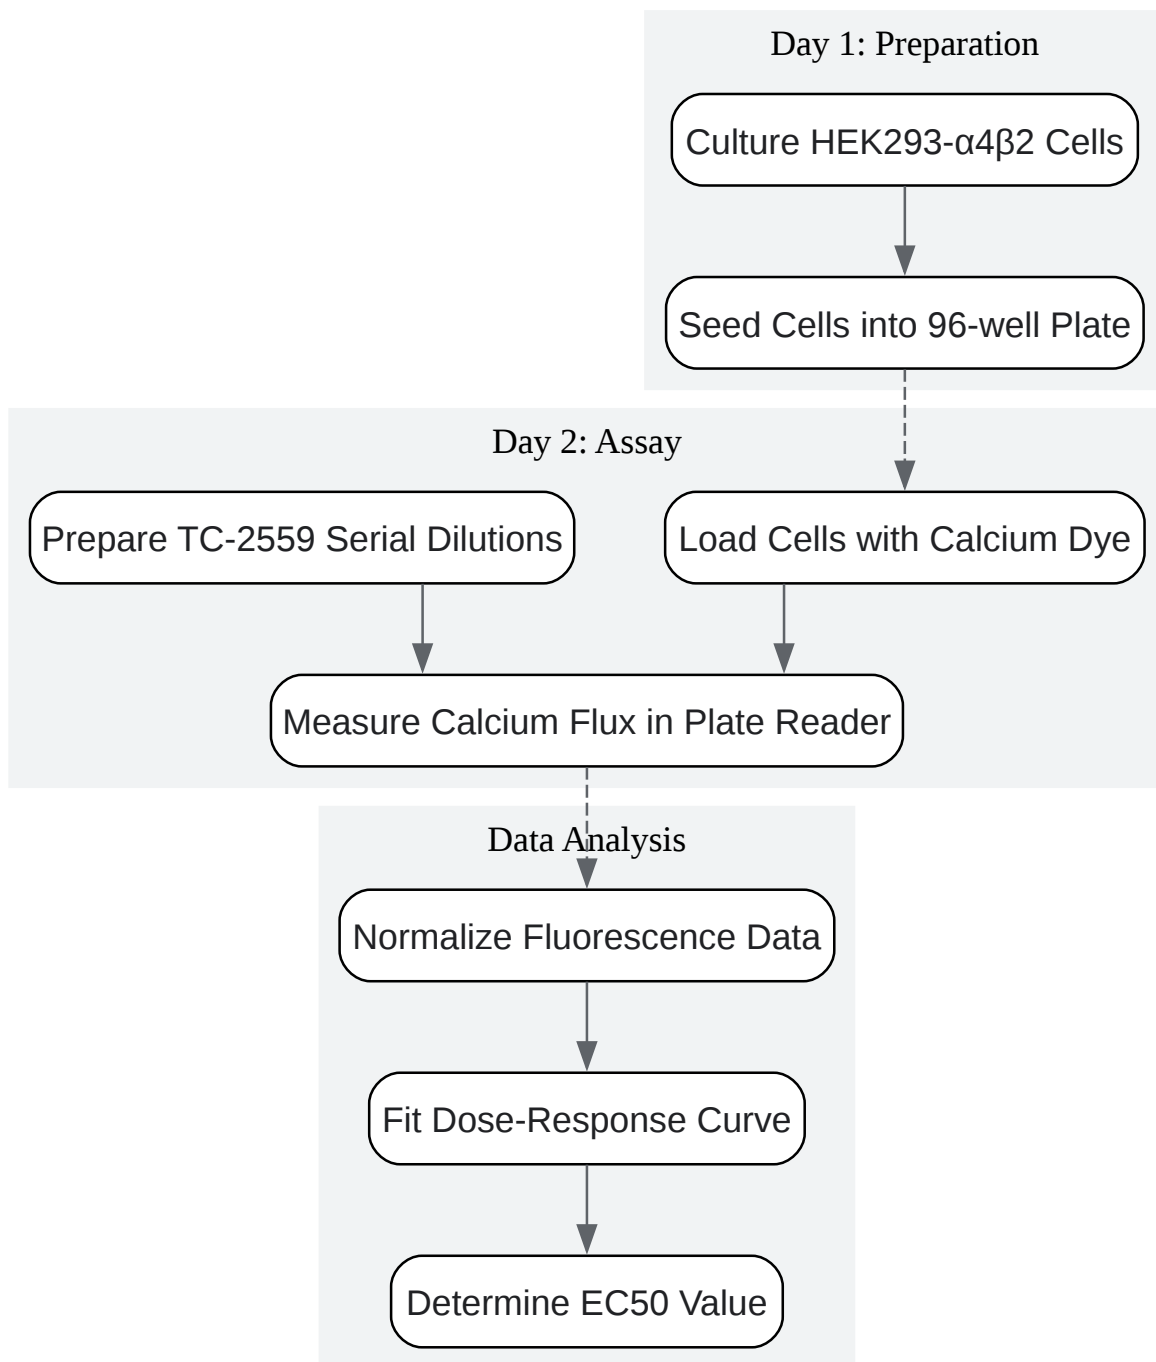 Day 1: Preparation
Culture HEK293-α4β2 Cells
Seed Cells into 96-well Plate
Day 2: Assay
Prepare TC-2559 Serial Dilutions
Load Cells with Calcium Dye
Measure Calcium Flux in Plate Reader
Data Analysis
Normalize Fluorescence Data
Fit Dose-Response Curve
Determine EC50 Value